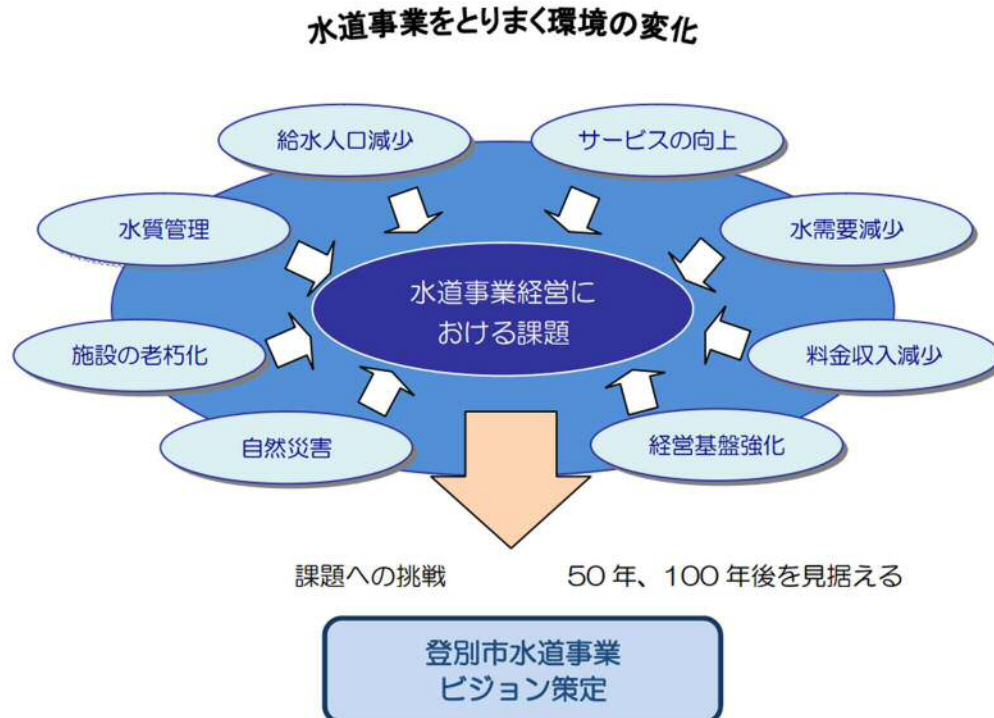 水道事業をとりまく環境の変化
給水人口減少
サービスの向上
水質管理
水需要減少
水道事業経営に
おける課題
施設の老朽化
料金収入減少
自然災害
経営基盤強化
課題への挑戦
50年、100年後を見据える
登別市水道事業
ビジョン策定